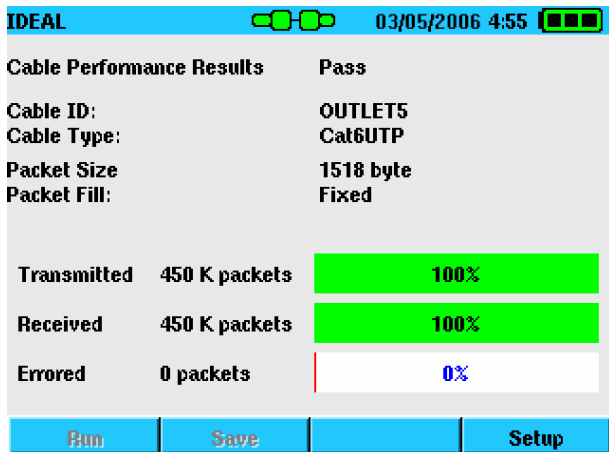 IDEAL 03/05/2006 4:55
Cable Performance Results Pass
Cable ID: OUTLET5
Cable Type: Cat6UTP
Packet Size 1518 byte
Packet Fill: Fixed
Transmitted 450 K packets 100%
Received 450 K packets 100%
Errored 0 packets 0%
Run Save Setup